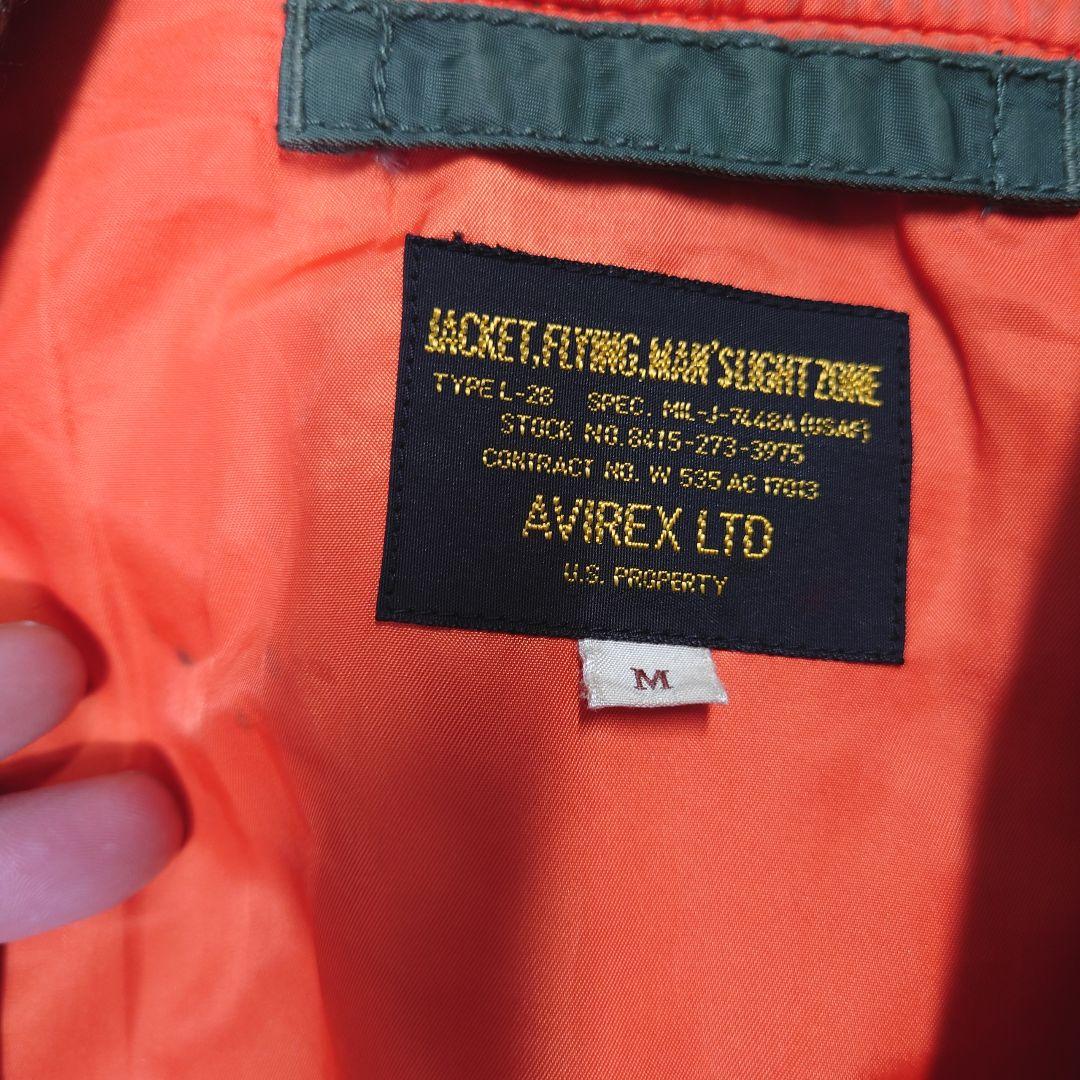 JACKET, FLYING, MAN'S LIGHT ZONE
TYPE L-2B SPEC. MIL-J-7448A (USAF)
STOCK NO. 8415-273-3975
CONTRACT NO. W 535 AC 17013
AVIREX LTD
U.S. PROPERTY
M